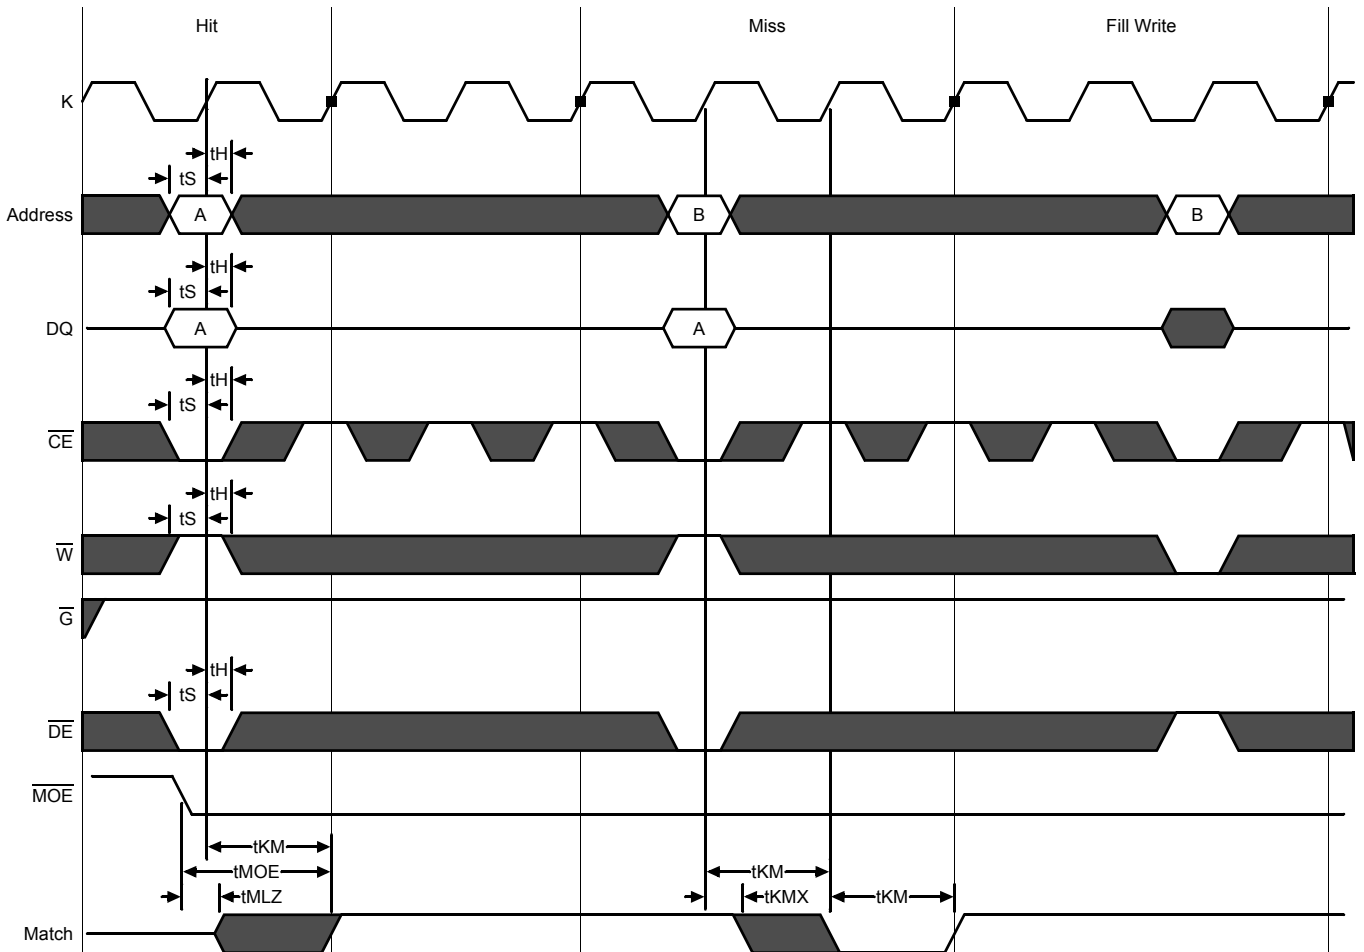 Hit Miss Fill Write
K
tH
tS
Address A B B
tH
tS
DQ A A
tH
tS
CE
tH
tS
W
G
tH
tS
DE
MOE
tKM
tMOE tKM
tMLZ tKMX tKM
Match